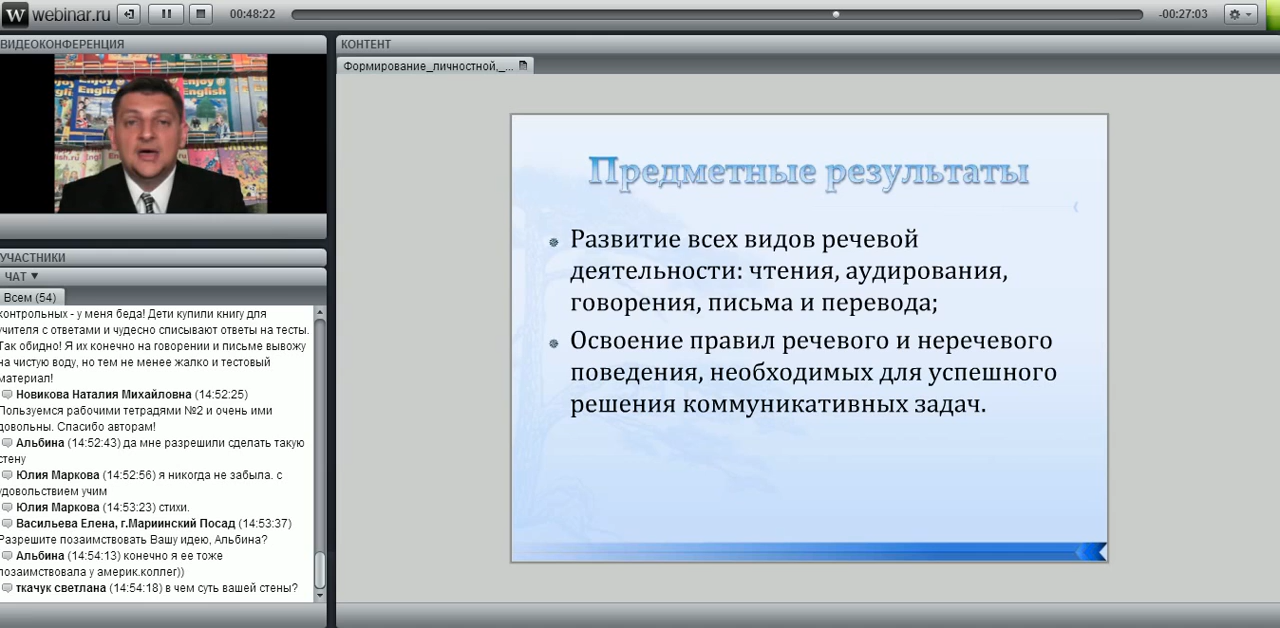 W webinar.ru 00:48:22 -00:27:03
ВИДЕОКОНФЕРЕНЦИЯ
Enjoy English
English
УЧАСТНИКИ
ЧАТ ▼
Всем (54)
контрольных - у меня беда! Дети купили книгу для
учителя с ответами и чудесно списывают ответы на тесты.
Так обидно! Я их конечно на говорении и письме вывожу
на чистую воду, но тем не менее жалко и тестовый
материал!
Новикова Наталия Михайловна (14:52:25)
Пользуемся рабочими тетрадями №2 и очень ими
довольны. Спасибо авторам!
Альбина (14:52:43) да мне разрешили сделать такую
стену
Юлия Маркова (14:52:56) я никогда не забыла. с
удовольствием учим
Юлия Маркова (14:53:23) стихи.
Васильева Елена, г.Мариинский Посад (14:53:37)
Разрешите позаимствовать Вашу идею, Альбина?
Альбина (14:54:13) конечно я ее тоже
позаимствовала у америк.коллег))
ткачук светлана (14:54:18) в чем суть вашей стены?
КОНТЕНТ
Формирование_личностной,_...
Предметные результаты
Развитие всех видов речевой
деятельности: чтения, аудирования,
говорения, письма и перевода;
Освоение правил речевого и неречевого
поведения, необходимых для успешного
решения коммуникативных задач.